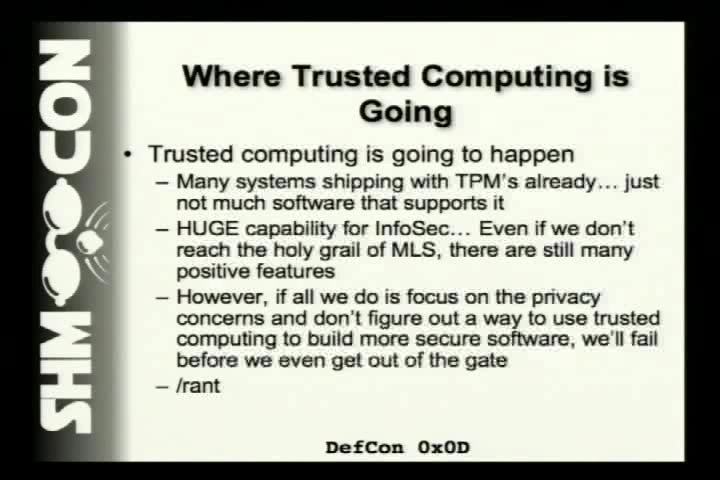 SHMOOCON
Where Trusted Computing is
Going
• Trusted computing is going to happen
– Many systems shipping with TPM's already… just
not much software that supports it
– HUGE capability for InfoSec… Even if we don't
reach the holy grail of MLS, there are still many
positive features
– However, if all we do is focus on the privacy
concerns and don't figure out a way to use trusted
computing to build more secure software, we'll fail
before we even get out of the gate
– /rant
DefCon 0x0D